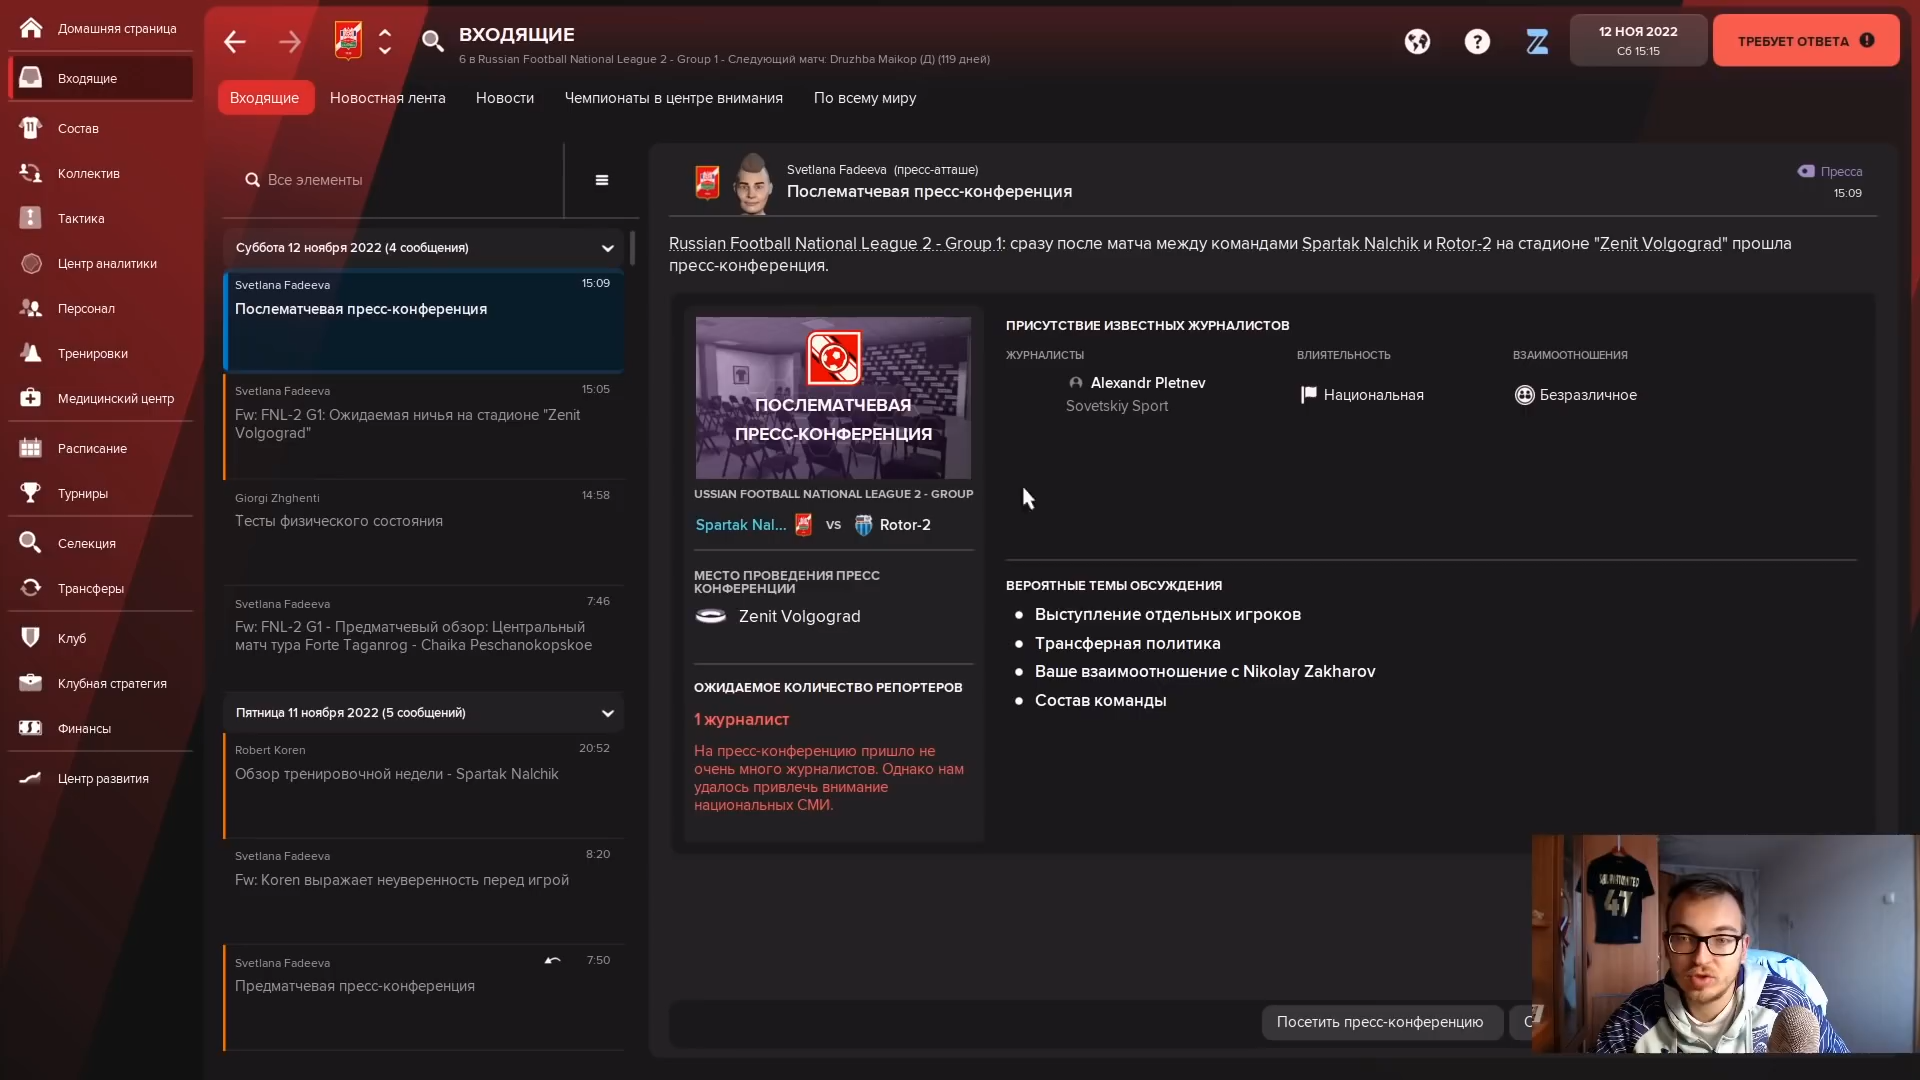 Домашняя страница
Входящие
Состав
Коллектив
Тактика
Центр аналитики
Персонал
Тренировки
Медицинский центр
Расписание
Турниры
Селекция
Трансферы
Клуб
Клубная стратегия
Финансы
Центр развития
ВХОДЯЩИЕ
6 в Russian Football National League 2 - Group 1 - Следующий матч: Druzhba Maikop (Д) (119 дней)
12 НОЯ 2022
Сб 15:15
ТРЕБУЕТ ОТВЕТА
Входящие
Новостная лента
Новости
Чемпионаты в центре внимания
По всему миру
Все элементы
Суббота 12 ноября 2022 (4 сообщения)
Svetlana Fadeeva 15:09
Послематчевая пресс-конференция
Svetlana Fadeeva 15:05
Fw: FNL-2 G1: Ожидаемая ничья на стадионе "Zenit
Volgograd"
Giorgi Zhghenti 14:58
Тесты физического состояния
Svetlana Fadeeva 7:46
Fw: FNL-2 G1 - Предматчевый обзор: Центральный
матч тура Forte Taganrog - Chaika Peschanokopskoe
Пятница 11 ноября 2022 (5 сообщений)
Robert Koren 20:52
Обзор тренировочной недели - Spartak Nalchik
Svetlana Fadeeva 8:20
Fw: Koren выражает неуверенность перед игрой
Svetlana Fadeeva 7:50
Предматчевая пресс-конференция
Svetlana Fadeeva (пресс-атташе)
Послематчевая пресс-конференция
Пресса
15:09
Russian Football National League 2 - Group 1: сразу после матча между командами Spartak Nalchik и Rotor-2 на стадионе "Zenit Volgograd" прошла
пресс-конференция.
ПОСЛЕМАТЧЕВАЯ
ПРЕСС-КОНФЕРЕНЦИЯ
USSIAN FOOTBALL NATIONAL LEAGUE 2 - GROUP
Spartak Nal... vs Rotor-2
МЕСТО ПРОВЕДЕНИЯ ПРЕСС
КОНФЕРЕНЦИИ
Zenit Volgograd
ОЖИДАЕМОЕ КОЛИЧЕСТВО РЕПОРТЕРОВ
1 журналист
На пресс-конференцию пришло не
очень много журналистов. Однако нам
удалось привлечь внимание
национальных СМИ.
ПРИСУТСТВИЕ ИЗВЕСТНЫХ ЖУРНАЛИСТОВ
ЖУРНАЛИСТЫ ВЛИЯТЕЛЬНОСТЬ ВЗАИМООТНОШЕНИЯ
Alexandr Pletnev
Sovetskiy Sport
Национальная
Безразличное
ВЕРОЯТНЫЕ ТЕМЫ ОБСУЖДЕНИЯ
Выступление отдельных игроков
Трансферная политика
Ваше взаимоотношение с Nikolay Zakharov
Состав команды
Посетить пресс-конференцию
47